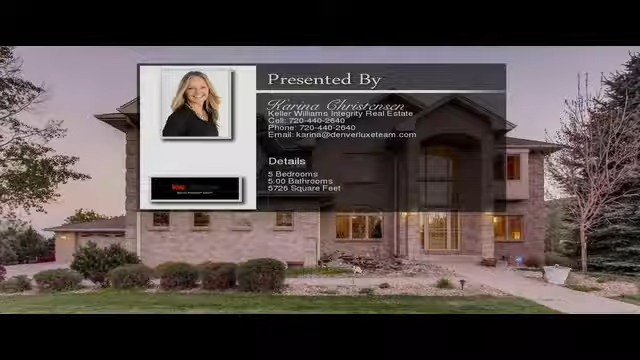 Presented By
Karina Christensen
Keller Williams Integrity Real Estate
Cell: 720-440-2640
Phone: 720-440-2640
Email: karina@denverluxeteam.com
Details
5 Bedrooms
5.00 Bathrooms
5726 Square Feet